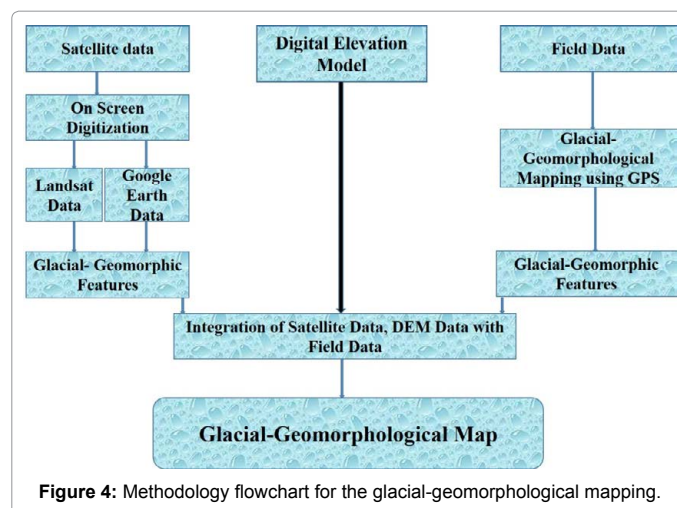 Satellite data
Digital Elevation
Model
Field Data
On Screen
Digitization
Landsat
Data
Google
Earth
Data
Glacial-
Geomorphological
Mapping using GPS
Glacial- Geomorphic
Features
Glacial-Geomorphic
Features
Integration of Satellite Data, DEM Data with
Field Data
Glacial-Geomorphological Map
Figure 4: Methodology flowchart for the glacial-geomorphological mapping.